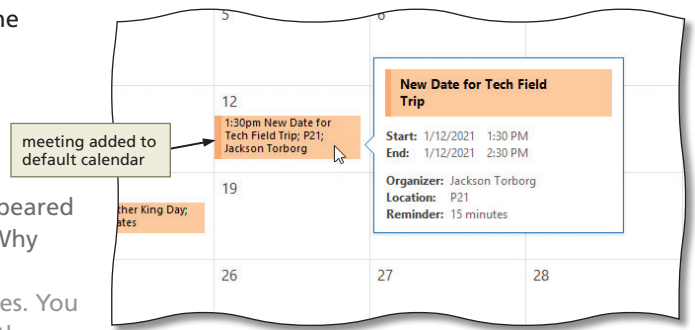 5
12
1:30pm New Date for
Tech Field Trip; P21;
Jackson Torborg
New Date for Tech Field
Trip
Start: 1/12/2021 1:30 PM
End: 1/12/2021 2:30 PM
Organizer: Jackson Torborg
Location: P21
Reminder: 15 minutes
meeting added to
default calendar
19
ther King Day;
ates
peared
Why
26
27
28
es. You